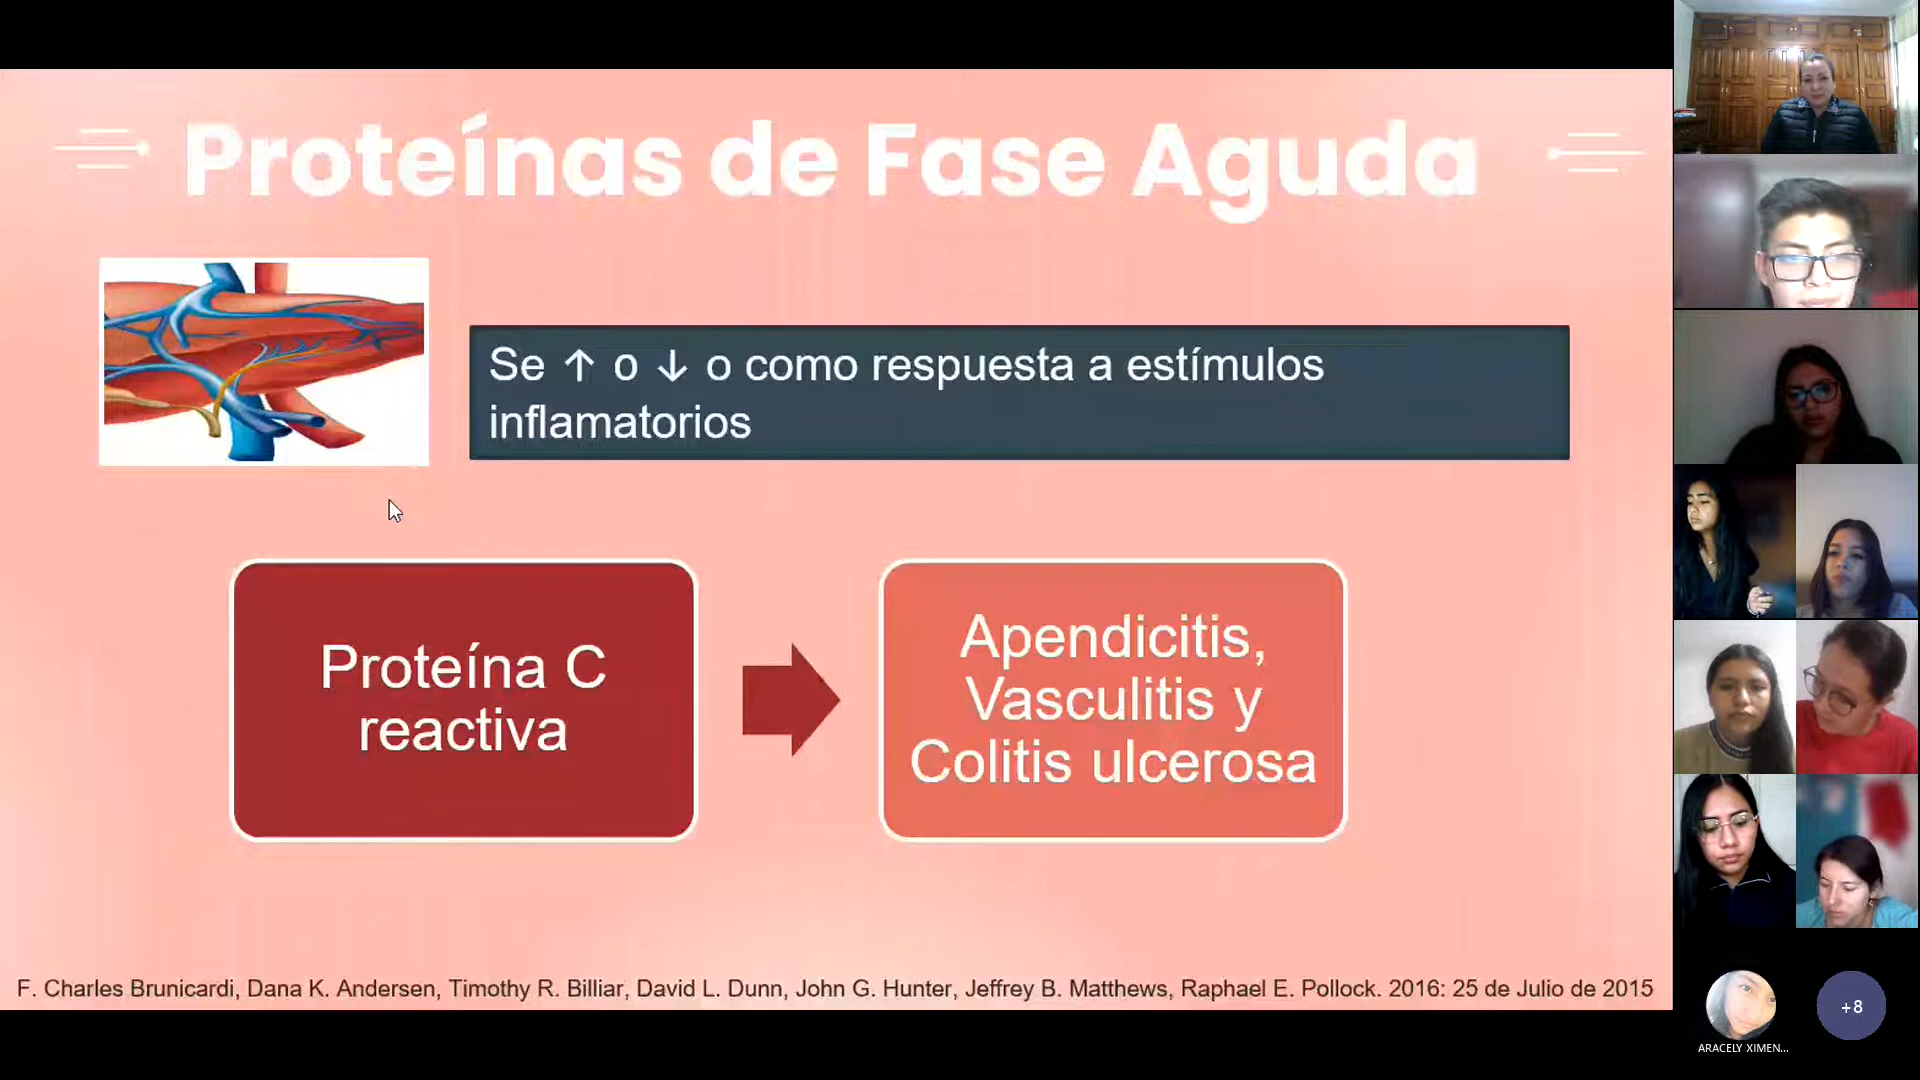 Proteínas de Fase Aguda
Se ↑ o ↓ o como respuesta a estímulos
inflamatorios
Proteína C
reactiva
Apendicitis,
Vasculitis y
Colitis ulcerosa
F. Charles Brunicardi, Dana K. Andersen, Timothy R. Billiar, David L. Dunn, John G. Hunter, Jeffrey B. Matthews, Raphael E. Pollock. 2016: 25 de Julio de 2015
+8
ARACELY XIMEN...